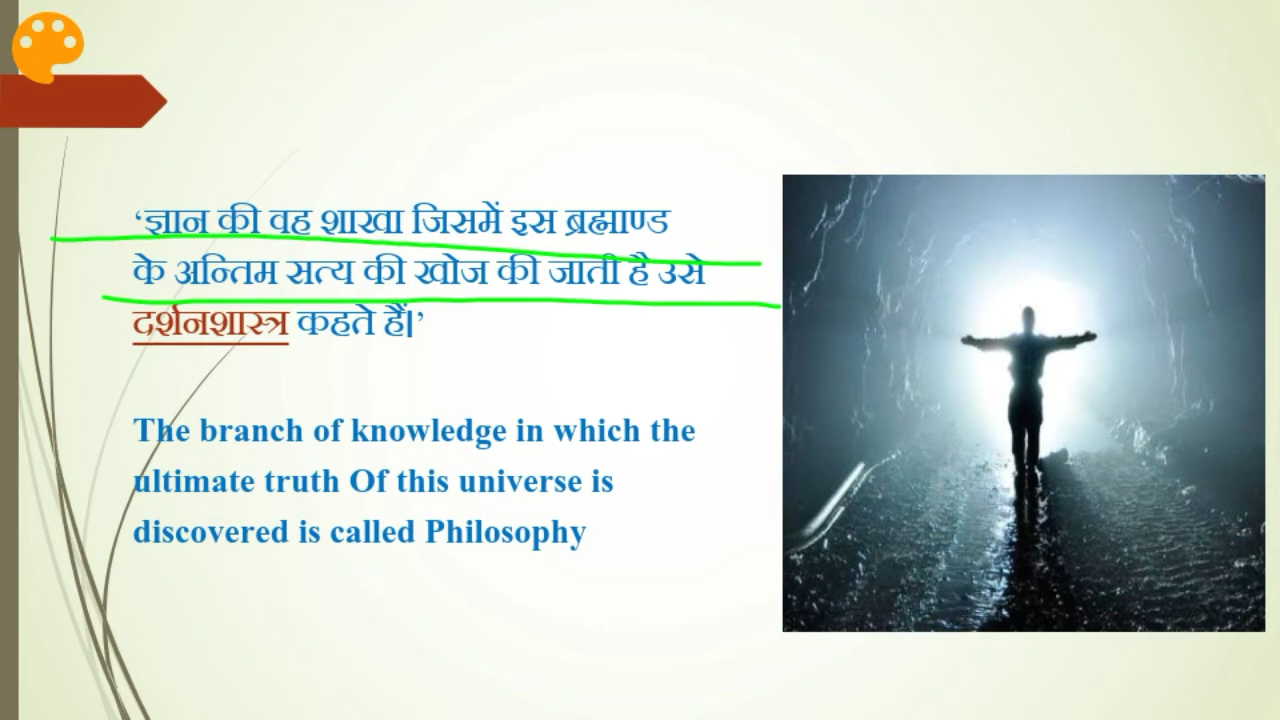 ‘ज्ञान की वह शाखा जिसमें इस ब्रह्माण्ड
के अन्तिम सत्य की खोज की जाती है उसे
दर्शनशास्त्र कहते हैं|’
The branch of knowledge in which the
ultimate truth Of this universe is
discovered is called Philosophy